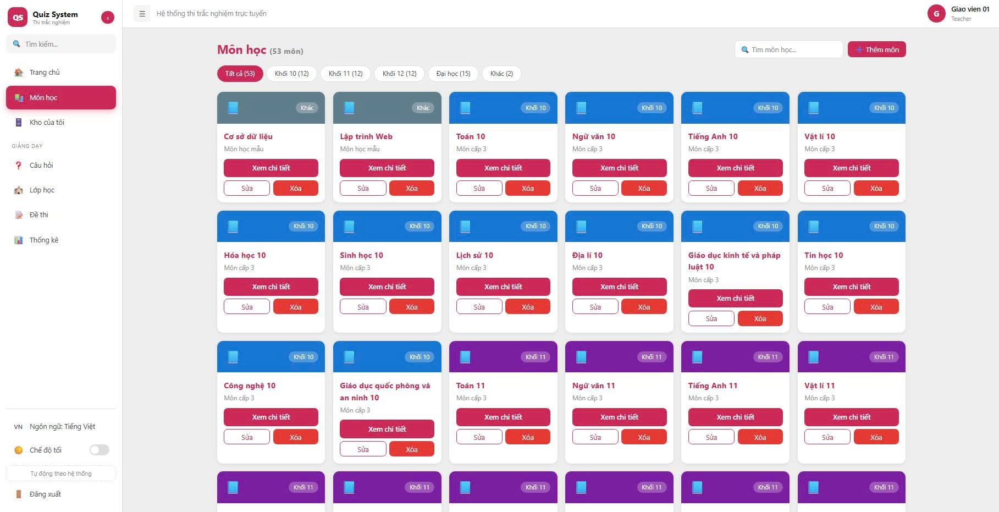 QS
Quiz System
Thi trắc nghiệm
‹
Tìm kiếm...
Trang chủ
Môn học
Kho của tôi
GIẢNG DẠY
Câu hỏi
Lớp học
Đề thi
Thống kê
VN Ngôn ngữ: Tiếng Việt
Chế độ tối
Tự động theo hệ thống
Đăng xuất
☰ Hệ thống thi trắc nghiệm trực tuyến
G
Giao vien 01
Teacher
Môn học (53 môn)
Tìm môn học...
Thêm môn
Tất cả (53) Khối 10 (12) Khối 11 (12) Khối 12 (12) Đại học (15) Khác (2)
Khác
Cơ sở dữ liệu
Môn học mẫu
Xem chi tiết
Sửa Xóa
Khác
Lập trình Web
Môn học mẫu
Xem chi tiết
Sửa Xóa
Khối 10
Toán 10
Môn cấp 3
Xem chi tiết
Sửa Xóa
Khối 10
Ngữ văn 10
Môn cấp 3
Xem chi tiết
Sửa Xóa
Khối 10
Tiếng Anh 10
Môn cấp 3
Xem chi tiết
Sửa Xóa
Khối 10
Vật lí 10
Môn cấp 3
Xem chi tiết
Sửa Xóa
Khối 10
Hóa học 10
Môn cấp 3
Xem chi tiết
Sửa Xóa
Khối 10
Sinh học 10
Môn cấp 3
Xem chi tiết
Sửa Xóa
Khối 10
Lịch sử 10
Môn cấp 3
Xem chi tiết
Sửa Xóa
Khối 10
Địa lí 10
Môn cấp 3
Xem chi tiết
Sửa Xóa
Khối 10
Giáo dục kinh tế và pháp
luật 10
Môn cấp 3
Xem chi tiết
Sửa Xóa
Khối 10
Tin học 10
Môn cấp 3
Xem chi tiết
Sửa Xóa
Khối 10
Công nghệ 10
Môn cấp 3
Xem chi tiết
Sửa Xóa
Khối 10
Giáo dục quốc phòng và
an ninh 10
Môn cấp 3
Xem chi tiết
Sửa Xóa
Khối 11
Toán 11
Môn cấp 3
Xem chi tiết
Sửa Xóa
Khối 11
Ngữ văn 11
Môn cấp 3
Xem chi tiết
Sửa Xóa
Khối 11
Tiếng Anh 11
Môn cấp 3
Xem chi tiết
Sửa Xóa
Khối 11
Vật lí 11
Môn cấp 3
Xem chi tiết
Sửa Xóa
Khối 11
Khối 11
Khối 11
Khối 11
Khối 11
Khối 11